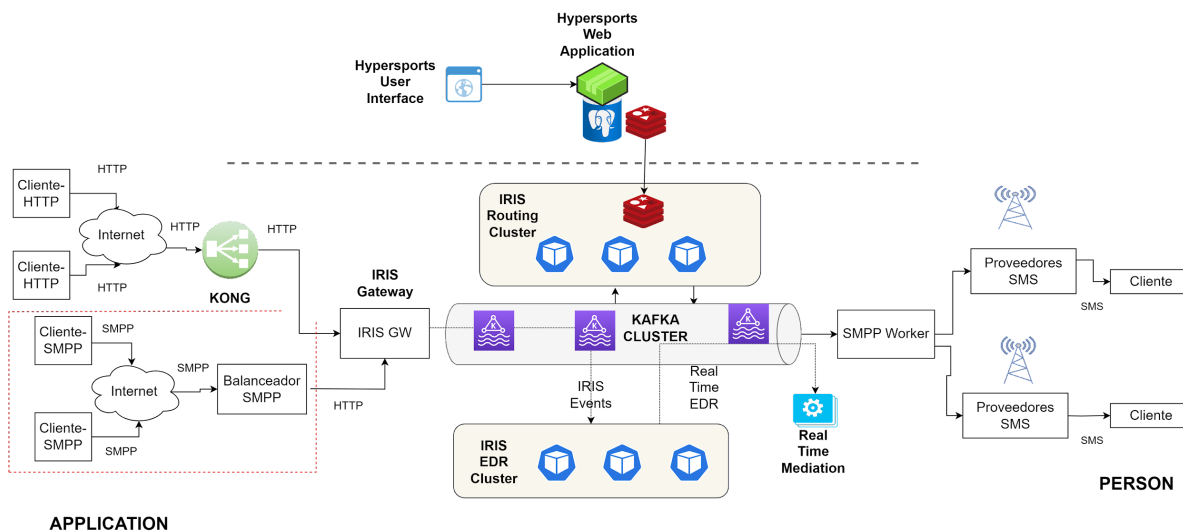 Hypersports
Web
Application
Hypersports
User
Interface
HTTP
Cliente-
HTTP
Internet
HTTP
HTTP
Cliente-
HTTP
HTTP
KONG
IRIS
Routing
Cluster
IRIS
Gateway
IRIS GW
KAFKA
CLUSTER
Cliente-
SMPP
SMPP
Internet
SMPP
Balanceador
SMPP
HTTP
Cliente-
SMPP
SMPP
IRIS
Events
Real
Time
EDR
IRIS
EDR
Cluster
Real
Time
Mediation
SMPP Worker
Proveedores
SMS
SMS
Cliente
Proveedores
SMS
SMS
Cliente
PERSON
APPLICATION